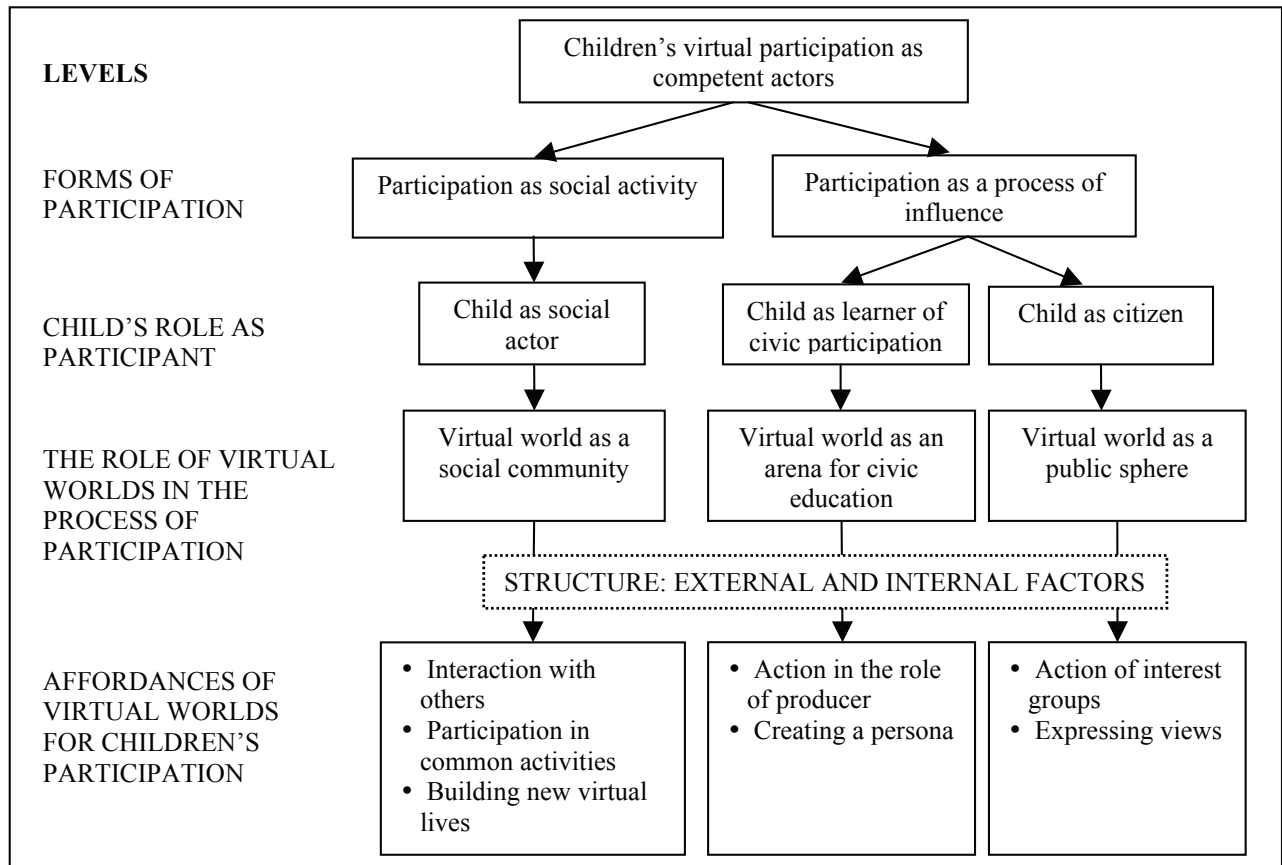 Children’s virtual participation as
competent actors
LEVELS
FORMS OF
PARTICIPATION
Participation as social activity
Participation as a process of
influence
CHILD’S ROLE AS
PARTICIPANT
Child as social
actor
Child as learner of
civic participation
Child as citizen
THE ROLE OF VIRTUAL
WORLDS IN THE
PROCESS OF
PARTICIPATION
Virtual world as a
social community
Virtual world as an
arena for civic
education
Virtual world as a
public sphere
STRUCTURE: EXTERNAL AND INTERNAL FACTORS
AFFORDANCES OF
VIRTUAL WORLDS
FOR CHILDREN’S
PARTICIPATION
• Interaction with
others
• Participation in
common activities
• Building new virtual
lives
• Action in the role
of producer
• Creating a persona
• Action of interest
groups
• Expressing views